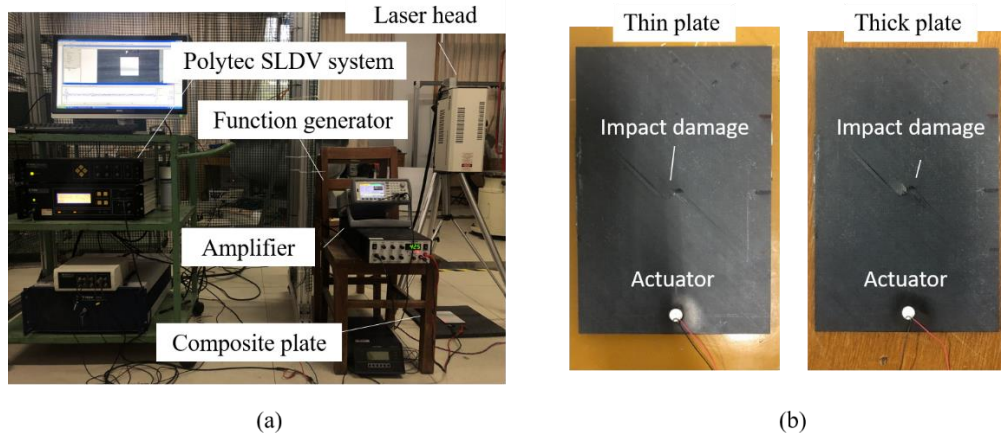 Laser head
Polytec SLDV system
Function generator
Amplifier
Composite plate
(a)
Thin plate
Thick plate
Impact damage
Impact damage
Actuator
Actuator
(b)